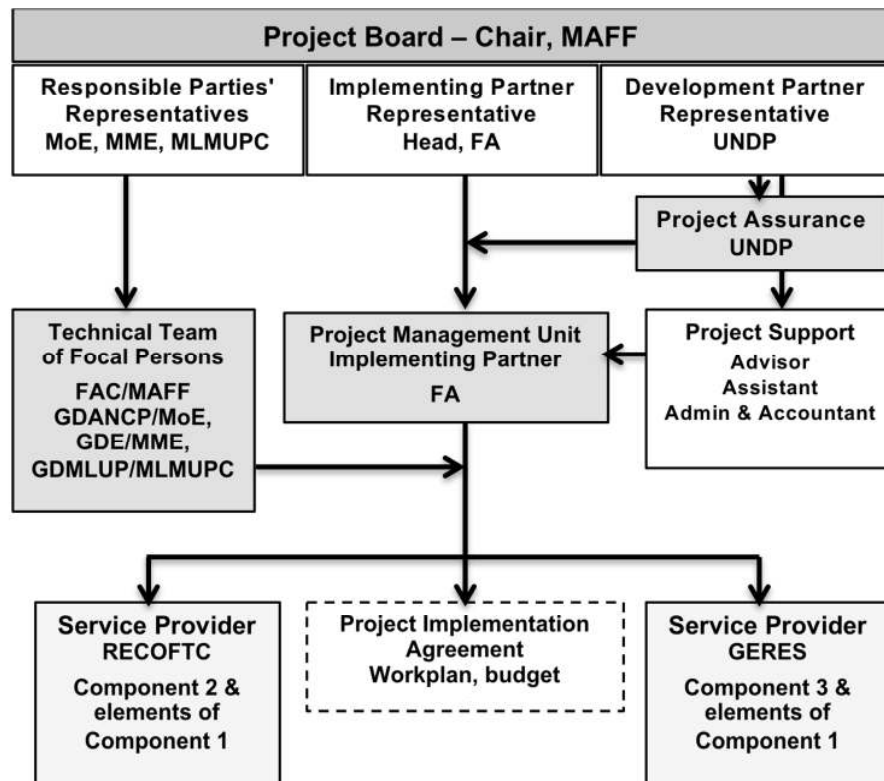 Project Board – Chair, MAFF
Responsible Parties'
Representatives
MoE, MME, MLMUPC
Implementing Partner
Representative
Head, FA
Development Partner
Representative
UNDP
Project Assurance
UNDP
Technical Team
of Focal Persons
FAC/MAFF
GDANCP/MoE,
GDE/MME,
GDMLUP/MLMUPC
Project Management Unit
Implementing Partner
FA
Project Support
Advisor
Assistant
Admin & Accountant
Service Provider
RECOFTC
Component 2 &
elements of
Component 1
Project Implementation
Agreement
Workplan, budget
Service Provider
GERES
Component 3 &
elements of
Component 1